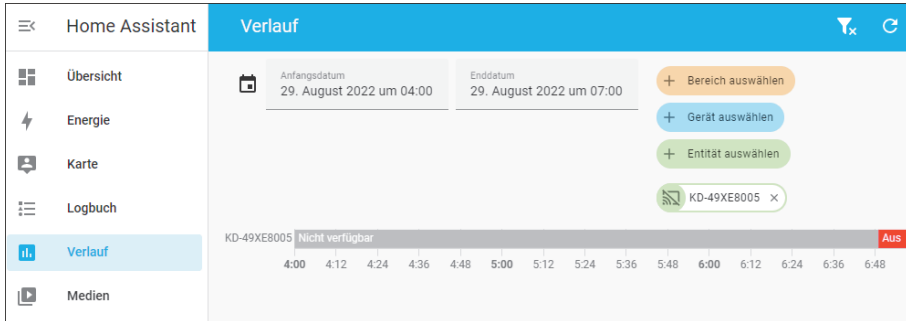 Home Assistant
Verlauf
Übersicht
Energie
Karte
Logbuch
Verlauf
Medien
Anfangsdatum
29. August 2022 um 04:00
Enddatum
29. August 2022 um 07:00
+ Bereich auswählen
+ Gerät auswählen
+ Entität auswählen
KD-49XE8005 ×
KD-49XE8005 Nicht verfügbar Aus
4:00 4:12 4:24 4:36 4:48 5:00 5:12 5:24 5:36 5:48 6:00 6:12 6:24 6:36 6:48